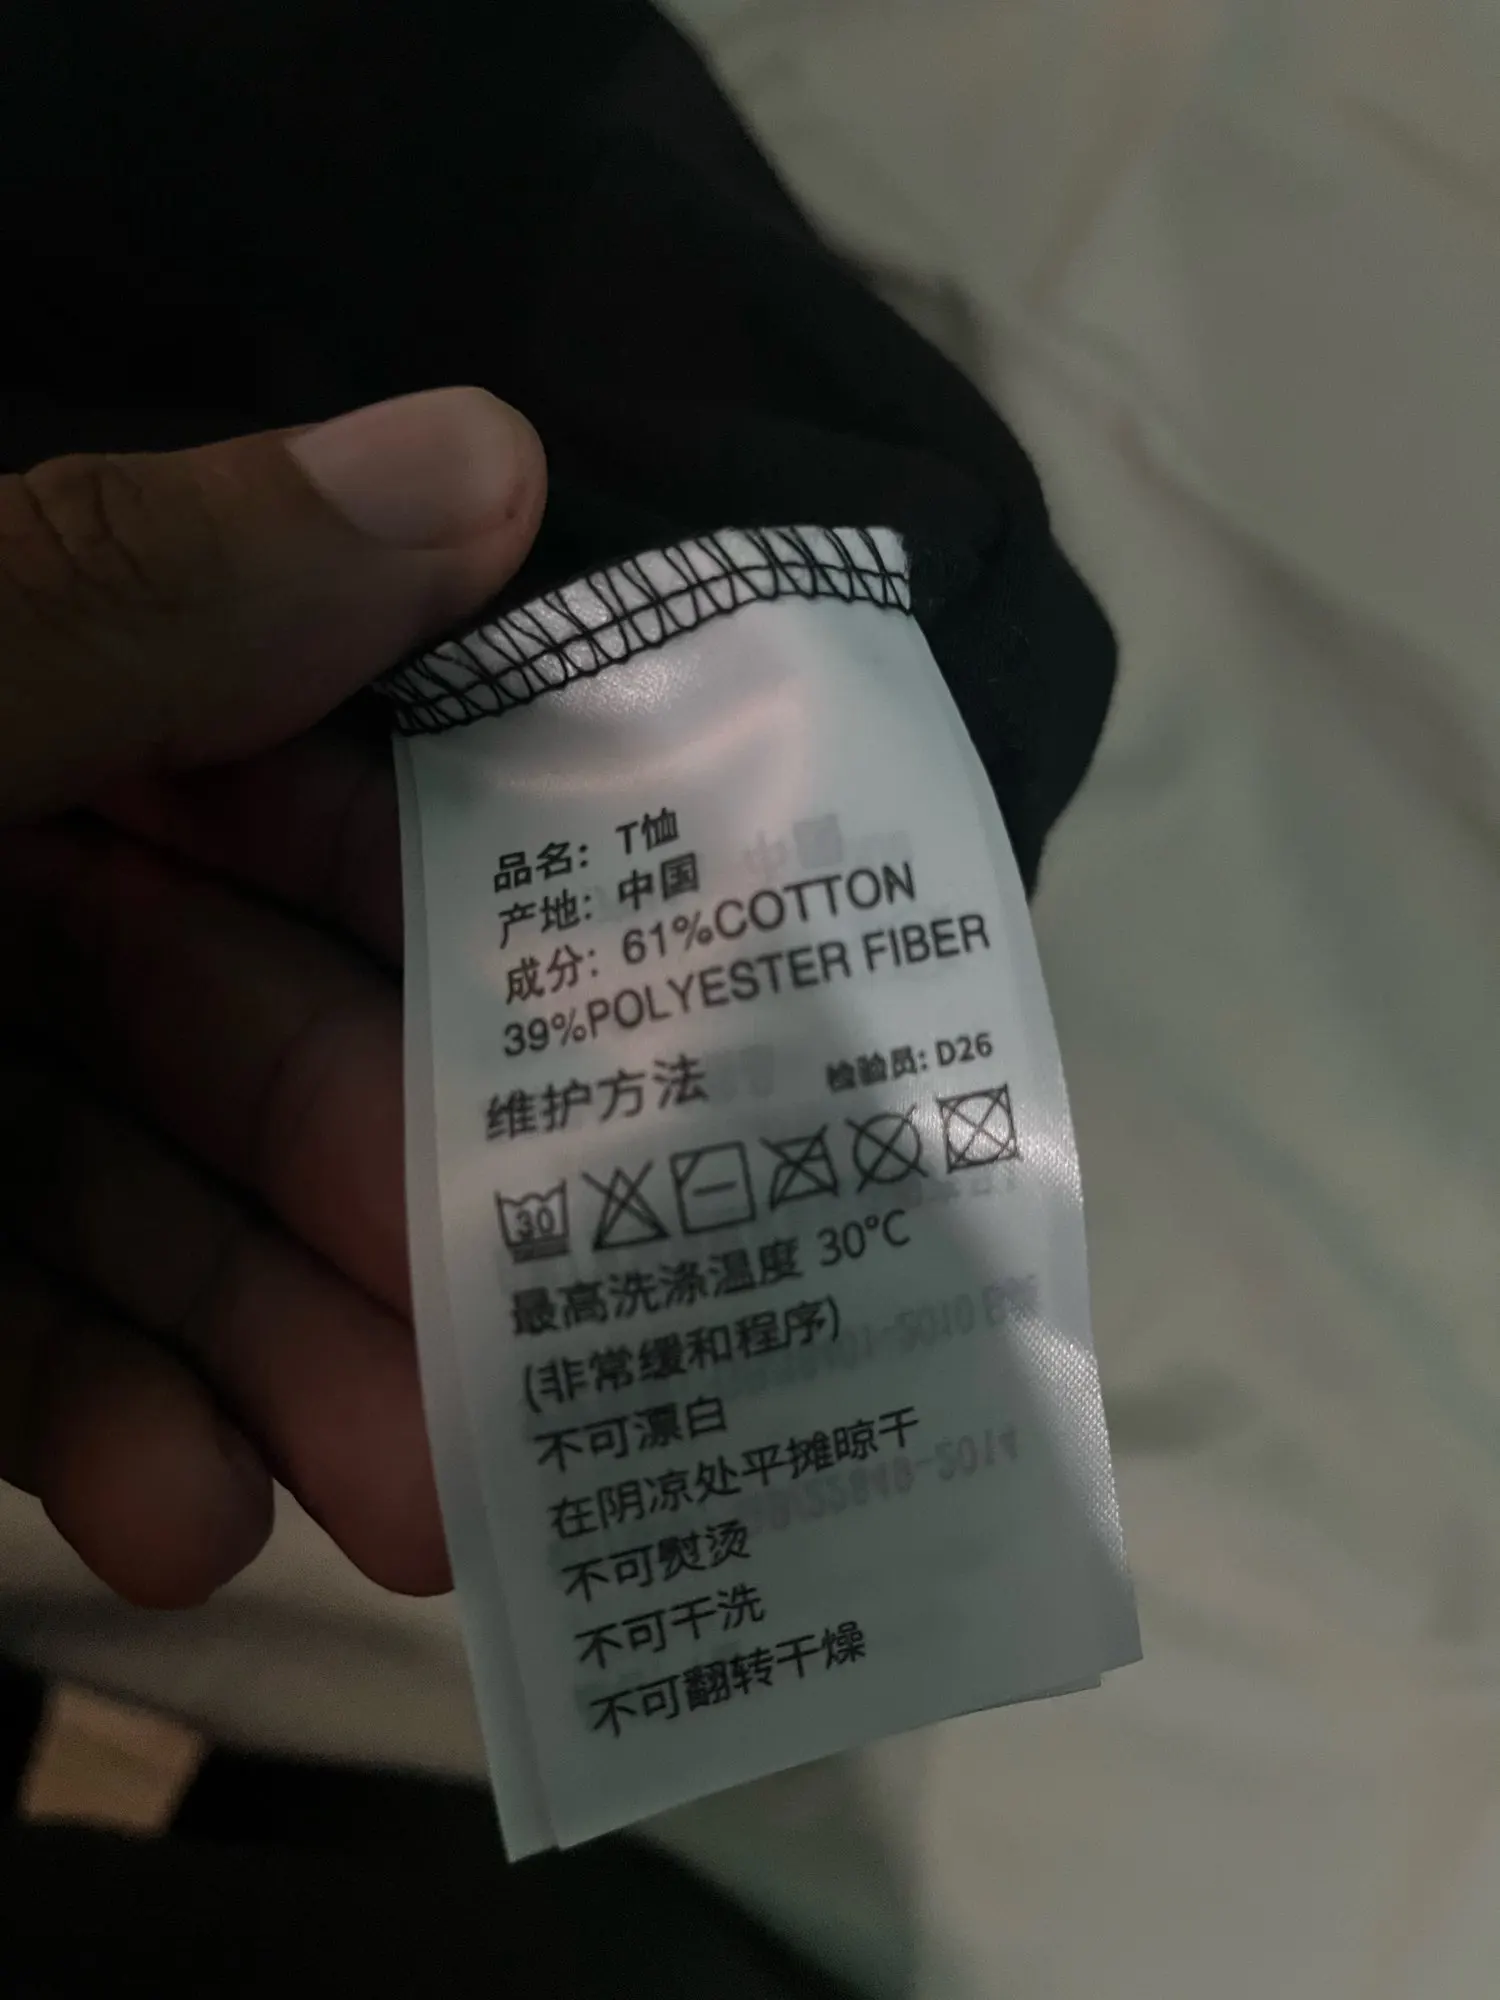 品名：T恤
产地：中国
成分：61%COTTON
39%POLYESTER FIBER
维护方法 检验员：D26
30
最高洗涤温度 30℃
(非常缓和程序)
不可漂白
在阴凉处平摊晾干
不可熨烫
不可干洗
不可翻转干燥